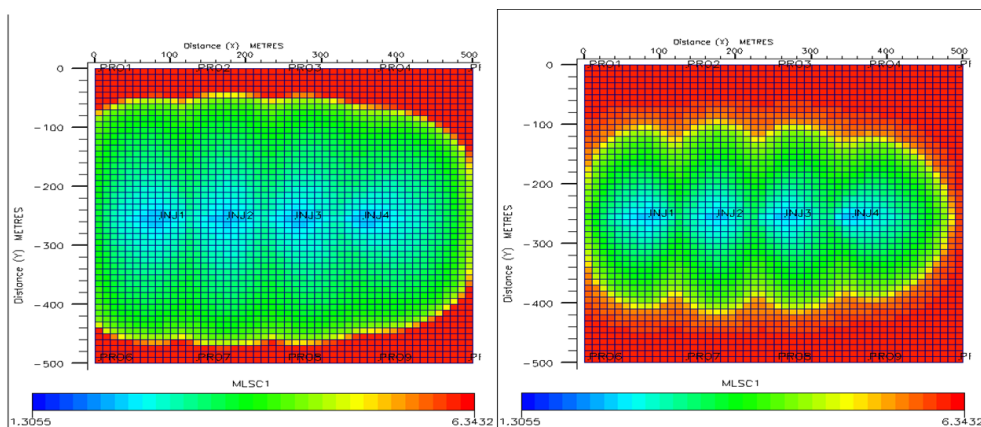 Distance (X) METRES
0 100 200 300 400 500
PRO1 PRO2 PRO3 PRO4
0
-100
-200
-300
-400
-500
Distance (Y) METRES
INJ1 INJ2 INJ3 INJ4
PRO6 PRO7 PRO8 PRO9
MLSC1
1.3055 6.3432
Distance (X) METRES
0 100 200 300 400 500
PRO1 PRO2 PRO3 PRO4
0
-100
-200
-300
-400
-500
Distance (Y) METRES
INJ1 INJ2 INJ3 INJ4
PRO6 PRO7 PRO8 PRO9
MLSC1
1.3055 6.3432